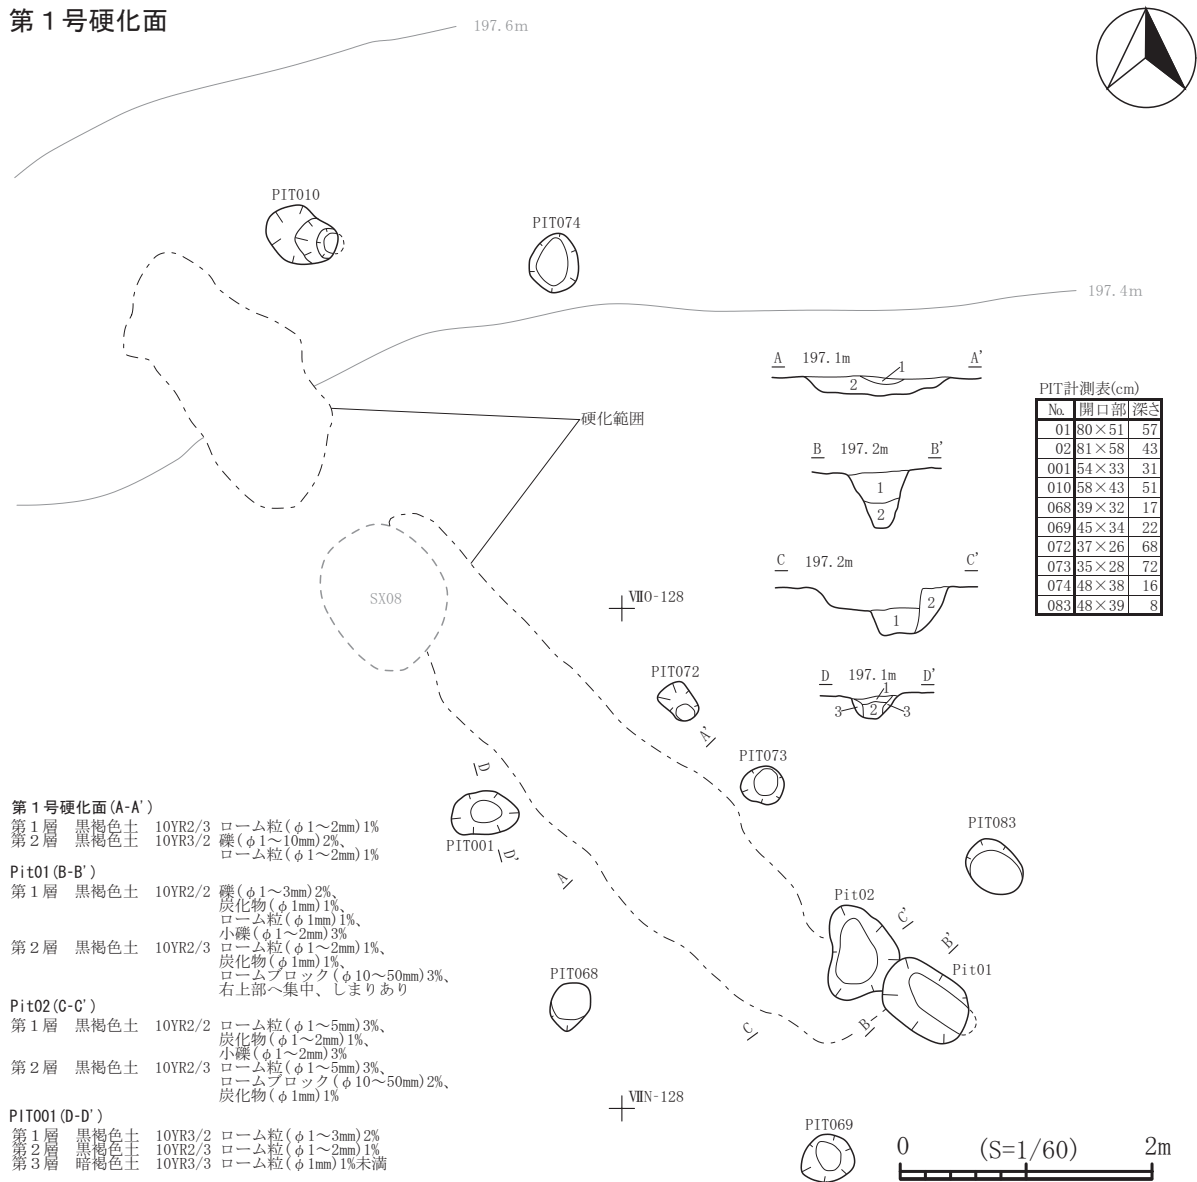 第１号硬化面
197.6m
PIT010
PIT074
197.4m
硬化範囲
A 197.1m A'
1
2
B 197.2m B'
1
2
C 197.2m C'
1
2
D 197.1m D'
1
2
3
3
PIT計測表(cm)
No. 開口部 深さ
01 80×51 57
02 81×58 43
001 54×33 31
010 58×43 51
068 39×32 17
069 45×34 22
072 37×26 68
073 35×28 72
074 48×38 16
083 48×39 8
SX08
ⅦO-128
PIT072
A'
PIT073
D
PIT001
D'
A
PIT083
Pit02
C'
B'
Pit01
PIT068
C
B
ⅦN-128
PIT069
第１号硬化面(A-A')
第１層 黒褐色土 10YR2/3 ローム粒(φ1～2mm)1%
第２層 黒褐色土 10YR3/2 礫(φ1～10mm)2%、
ローム粒(φ1～2mm)1%
Pit01(B-B')
第１層 黒褐色土 10YR2/2 礫(φ1～3mm)2%、
炭化物(φ1mm)1%、
ローム粒(φ1mm)1%、
小礫(φ1～2mm)3%
第２層 黒褐色土 10YR2/3 ローム粒(φ1～2mm)1%、
炭化物(φ1mm)1%、
ロームブロック(φ10～50mm)3%、
右上部へ集中、しまりあり
Pit02(C-C')
第１層 黒褐色土 10YR2/2 ローム粒(φ1～5mm)3%、
炭化物(φ1～2mm)1%、
小礫(φ1～2mm)3%
第２層 黒褐色土 10YR2/3 ローム粒(φ1～5mm)3%、
ロームブロック(φ10～50mm)2%、
炭化物(φ1mm)1%
PIT001(D-D')
第１層 黒褐色土 10YR3/2 ローム粒(φ1～3mm)2%
第２層 黒褐色土 10YR2/3 ローム粒(φ1～2mm)1%
第３層 暗褐色土 10YR3/3 ローム粒(φ1mm)1%未満
0 (S=1/60) 2m